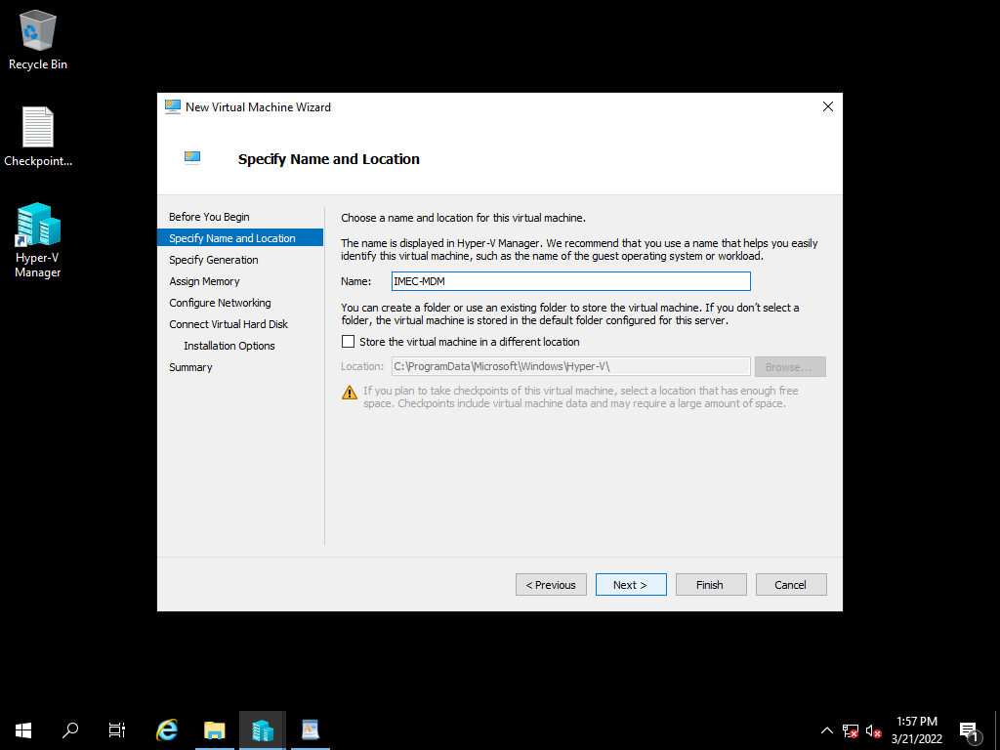 Recycle Bin
Checkpoint...
Hyper-V
Manager
New Virtual Machine Wizard
Specify Name and Location
Before You Begin
Specify Name and Location
Specify Generation
Assign Memory
Configure Networking
Connect Virtual Hard Disk
Installation Options
Summary
Choose a name and location for this virtual machine.
The name is displayed in Hyper-V Manager. We recommend that you use a name that helps you easily
identify this virtual machine, such as the name of the guest operating system or workload.
Name: IMEC-MDM
You can create a folder or use an existing folder to store the virtual machine. If you don't select a
folder, the virtual machine is stored in the default folder configured for this server.
Store the virtual machine in a different location
Location: C:\ProgramData\Microsoft\Windows\Hyper-V\ Browse...
If you plan to take checkpoints of this virtual machine, select a location that has enough free
space. Checkpoints include virtual machine data and may require a large amount of space.
< Previous Next > Finish Cancel
1:57 PM
3/21/2022
1